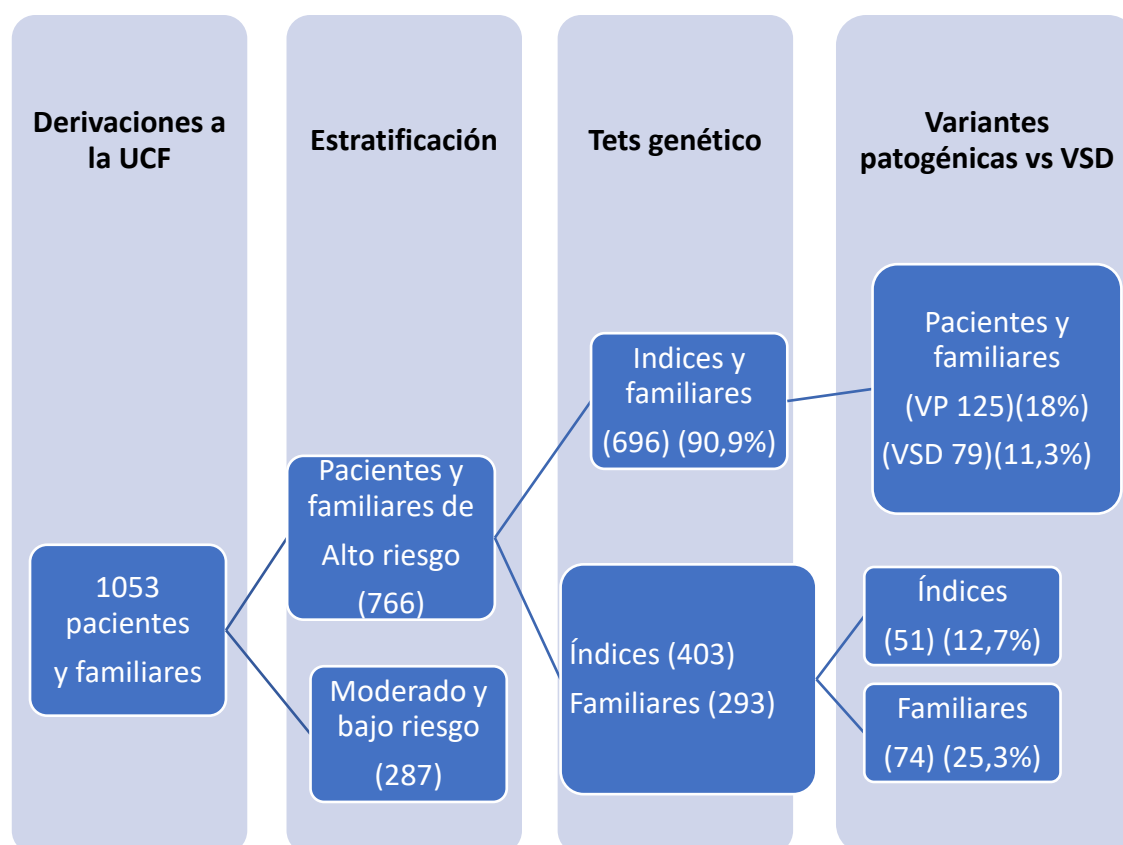 Derivaciones a
la UCF
Estratificación
Tets genético
Variantes
patogénicas vs VSD
1053
pacientes
y familiares
Pacientes y
familiares de
Alto riesgo
(766)
Moderado y
bajo riesgo
(287)
Indices y
familiares
(696) (90,9%)
Índices (403)
Familiares (293)
Pacientes y
familiares
(VP 125)(18%)
(VSD 79)(11,3%)
Índices
(51) (12,7%)
Familiares
(74) (25,3%)